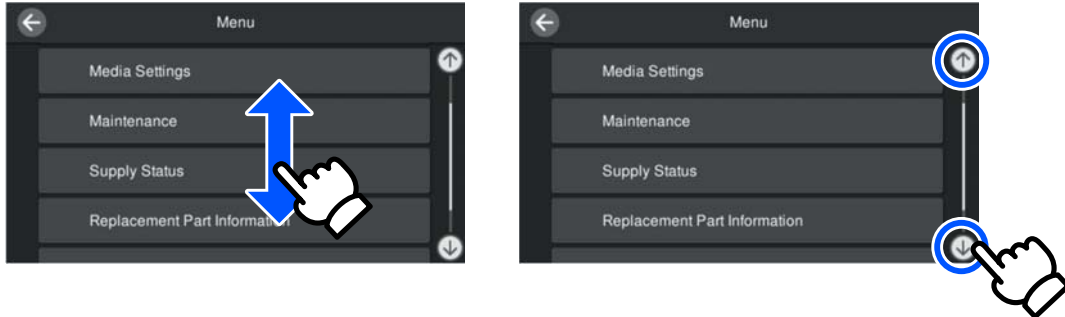 Menu
Media Settings
Maintenance
Supply Status
Replacement Part Information
Menu
Media Settings
Maintenance
Supply Status
Replacement Part Information